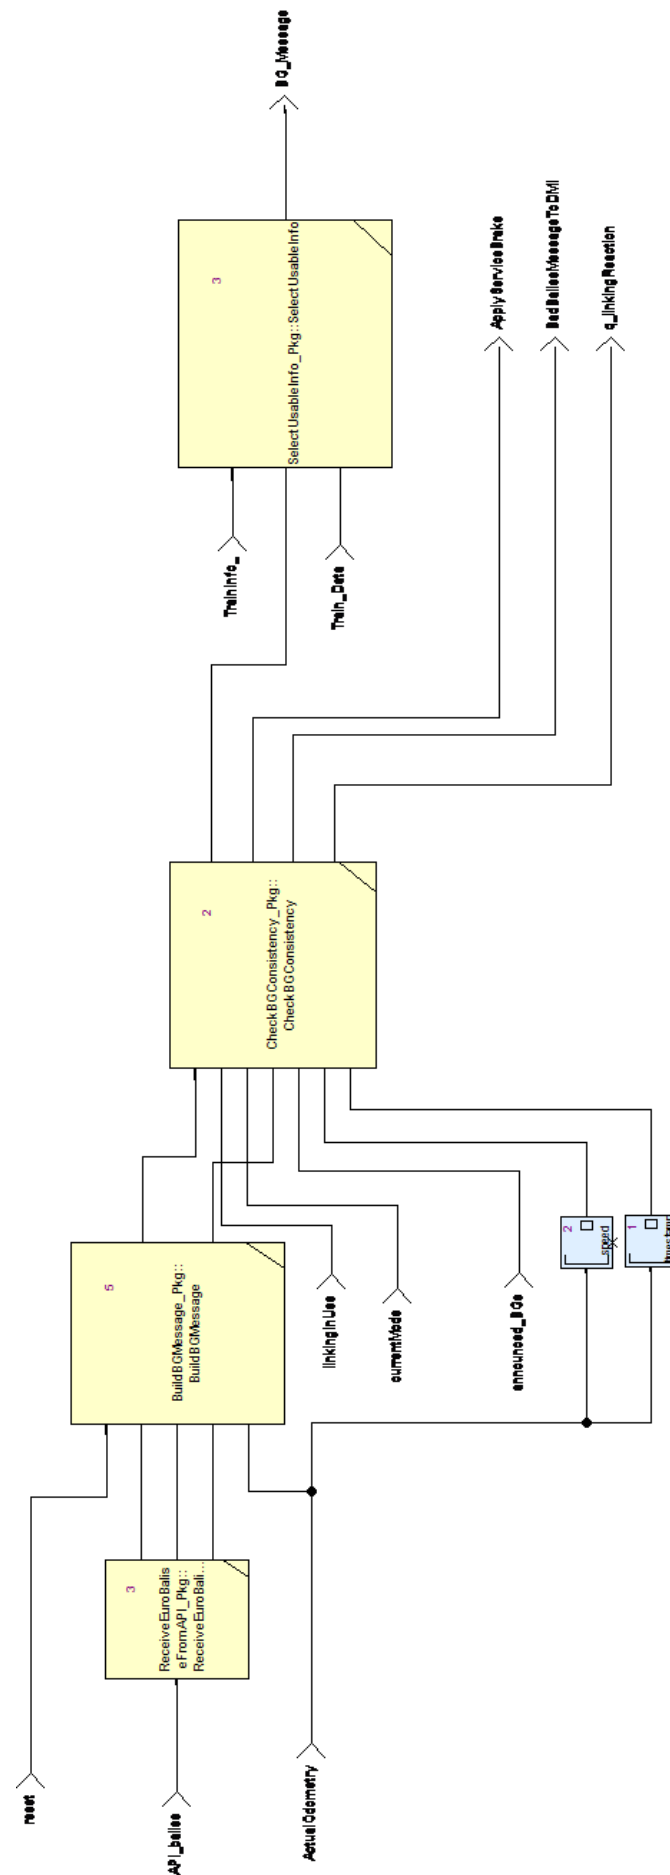 reset
API_balise
ActualOdometry
3
ReceiveEuroBalis
eFromAPI_Pkg::
ReceiveEuroBali...
5
BuildBGMessage_Pkg::
BuildBGMessage
linkingInUse
currentMode
announced_BGs
2
speed
1
2
CheckBGConsistency_Pkg::
CheckBGConsistency
TrainInfo_
Train_Data
3
SelectUsableInfo_Pkg::SelectUsableInfo
BG_Message
ApplyServiceBrake
BadBaliseMessageToDMI
q_linkingReaction